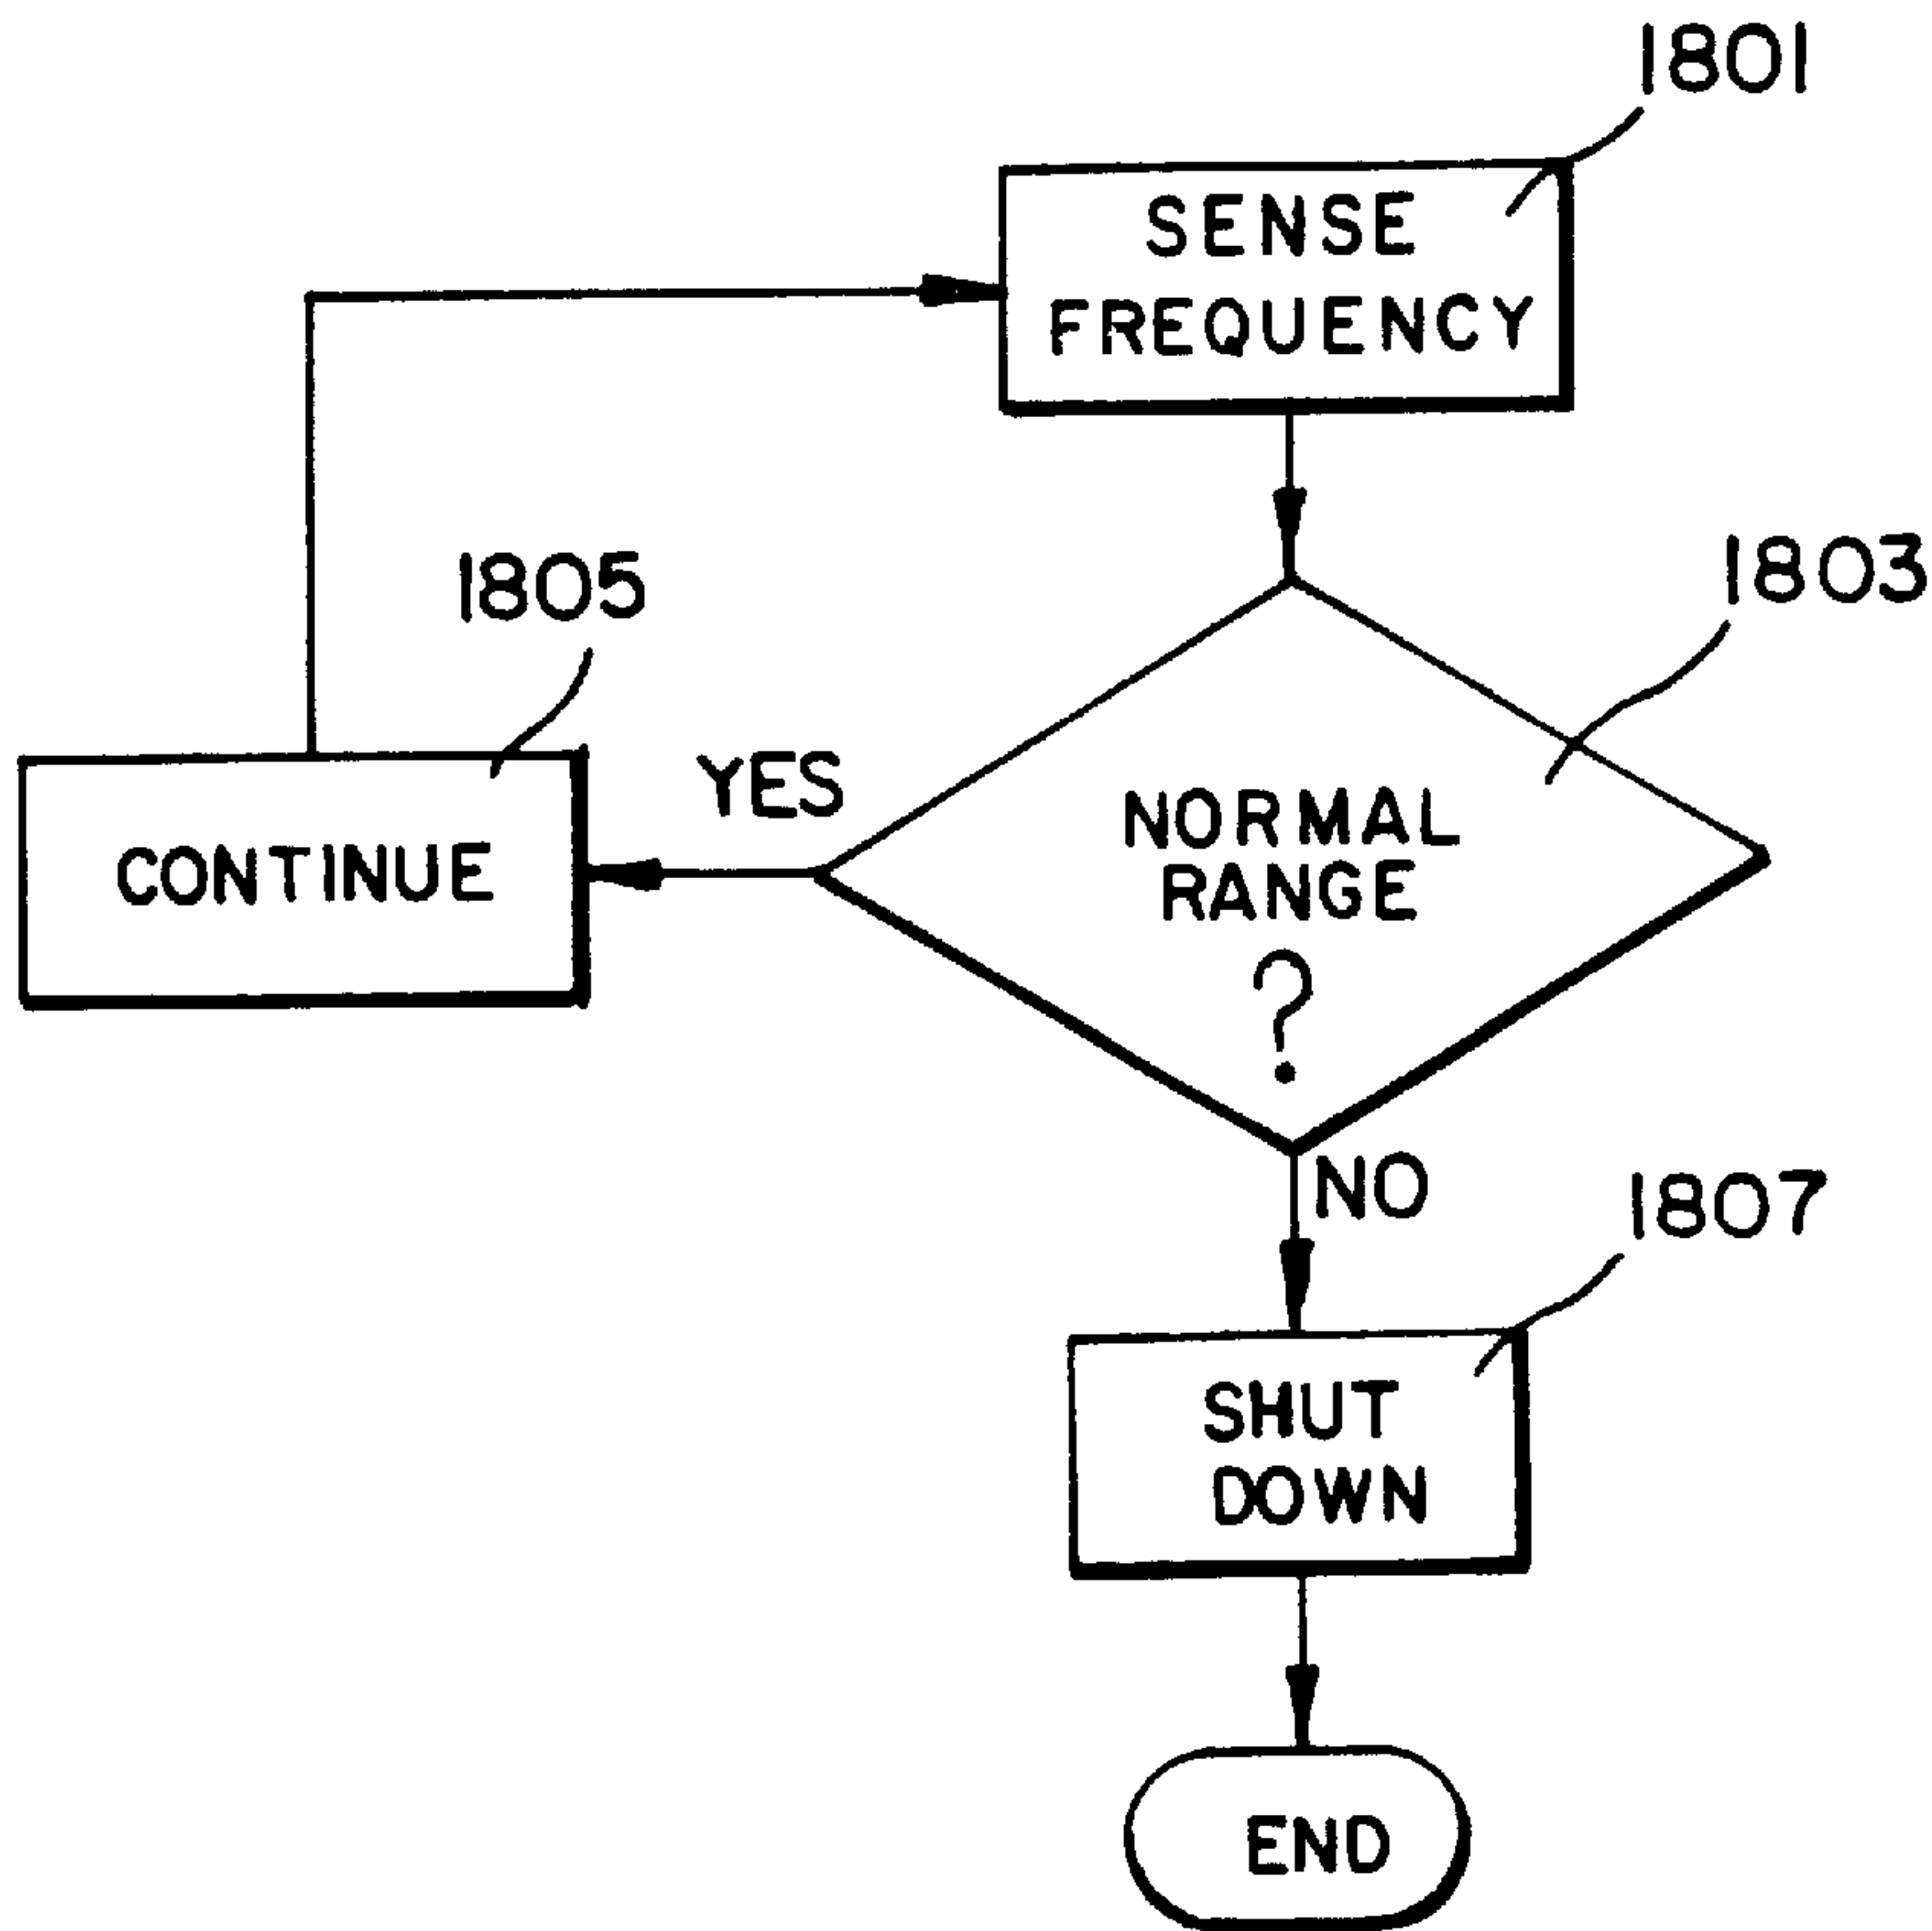 1801
SENSE
FREQUENCY
1803
1805
YES
NORMAL
RANGE
?
CONTINUE
NO
1807
SHUT
DOWN
END